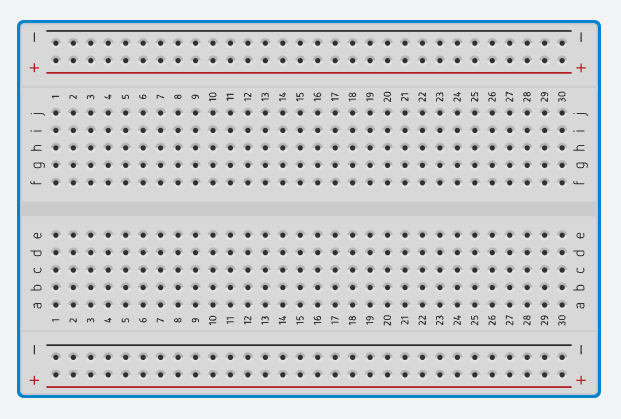 − −
+ +
1 2 3 4 5 6 7 8 9 10 11 12 13 14 15 16 17 18 19 20 21 22 23 24 25 26 27 28 29 30
j j
i i
h h
g g
f f
e e
d d
c c
b b
a a
1 2 3 4 5 6 7 8 9 10 11 12 13 14 15 16 17 18 19 20 21 22 23 24 25 26 27 28 29 30
− −
+ +